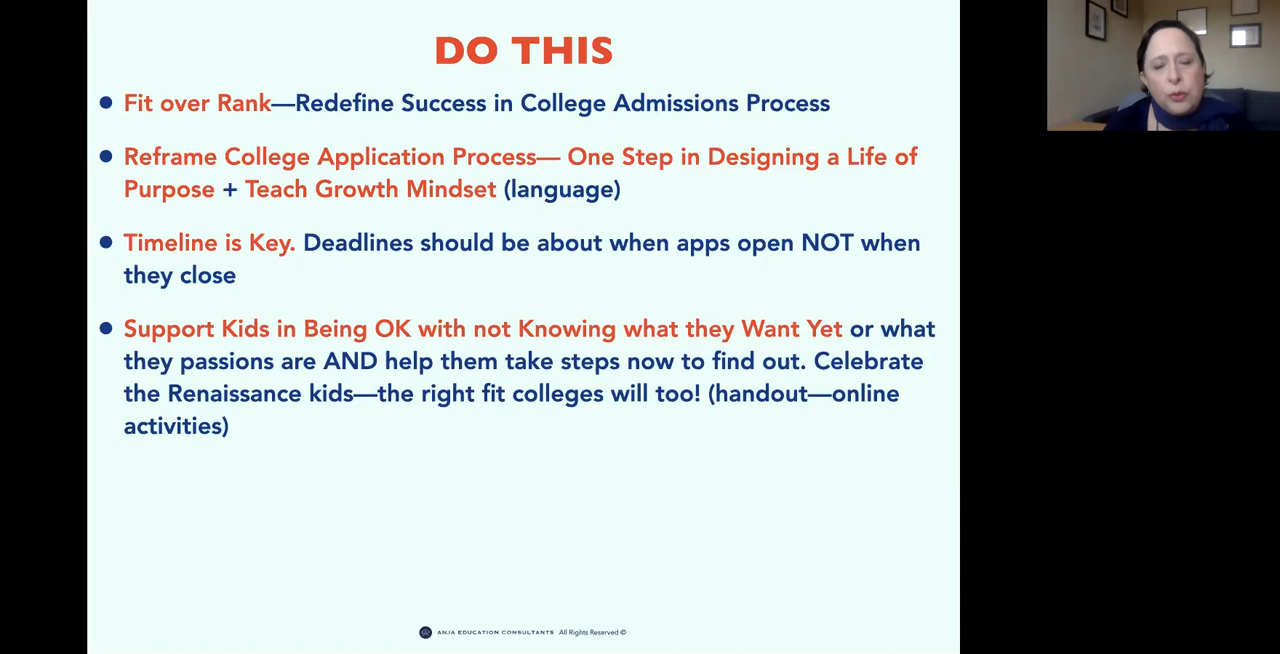 DO THIS
● Fit over Rank—Redefine Success in College Admissions Process
● Reframe College Application Process— One Step in Designing a Life of
Purpose + Teach Growth Mindset (language)
● Timeline is Key. Deadlines should be about when apps open NOT when
they close
● Support Kids in Being OK with not Knowing what they Want Yet or what
they passions are AND help them take steps now to find out. Celebrate
the Renaissance kids—the right fit colleges will too! (handout—online
activities)
ANJA EDUCATION CONSULTANTS All Rights Reserved ©